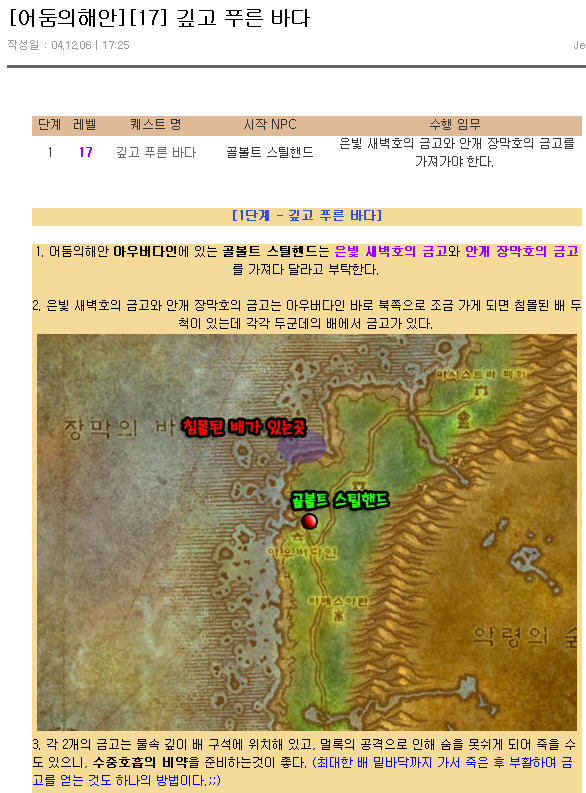 [어둠의해안][17] 깊고 푸른 바다
작성일 : 04.12.06 | 17:25
Je
단계 레벨 퀘스트 명 시작 NPC 수행 임무
1 17 깊고 푸른 바다 골볼트 스틸핸드 은빛 새벽호의 금고와 안개 장막호의 금고를
가져가야 한다.
[1단계 - 깊고 푸른 바다]
1. 어둠의해안 아우버다인에 있는 골볼트 스틸핸드는 은빛 새벽호의 금고와 안개 장막호의 금고
를 가져다 달라고 부탁한다.
2. 은빛 새벽호의 금고와 안개 장막호의 금고는 아우버다인 바로 북쪽으로 조금 가게 되면 침몰된 배 두
척이 있는데 각각 두군데의 배에서 금고가 있다.
마시스트라
장막의 바
침몰된 배가 있는곳
골볼트 스틸핸드
아우버다인
아메스아란
악령의 숲
3. 각 2개의 금고는 물속 깊이 배 구석에 위치해 있고, 멀록의 공격으로 인해 숨을 못쉬게 되어 죽을 수
도 있으니, 수중호흡의 비약을 준비하는것이 좋다. (최대한 배 밑바닥까지 가서 죽은 후 부활하며 금
고를 얻는 것도 하나의 방법이다.;;)